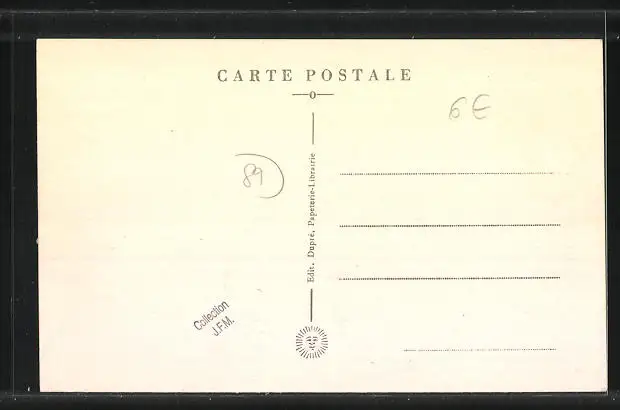 CARTE POSTALE
6€
89
Edit. Dupré, Papeterie-Librairie
Collection
J.F.M.